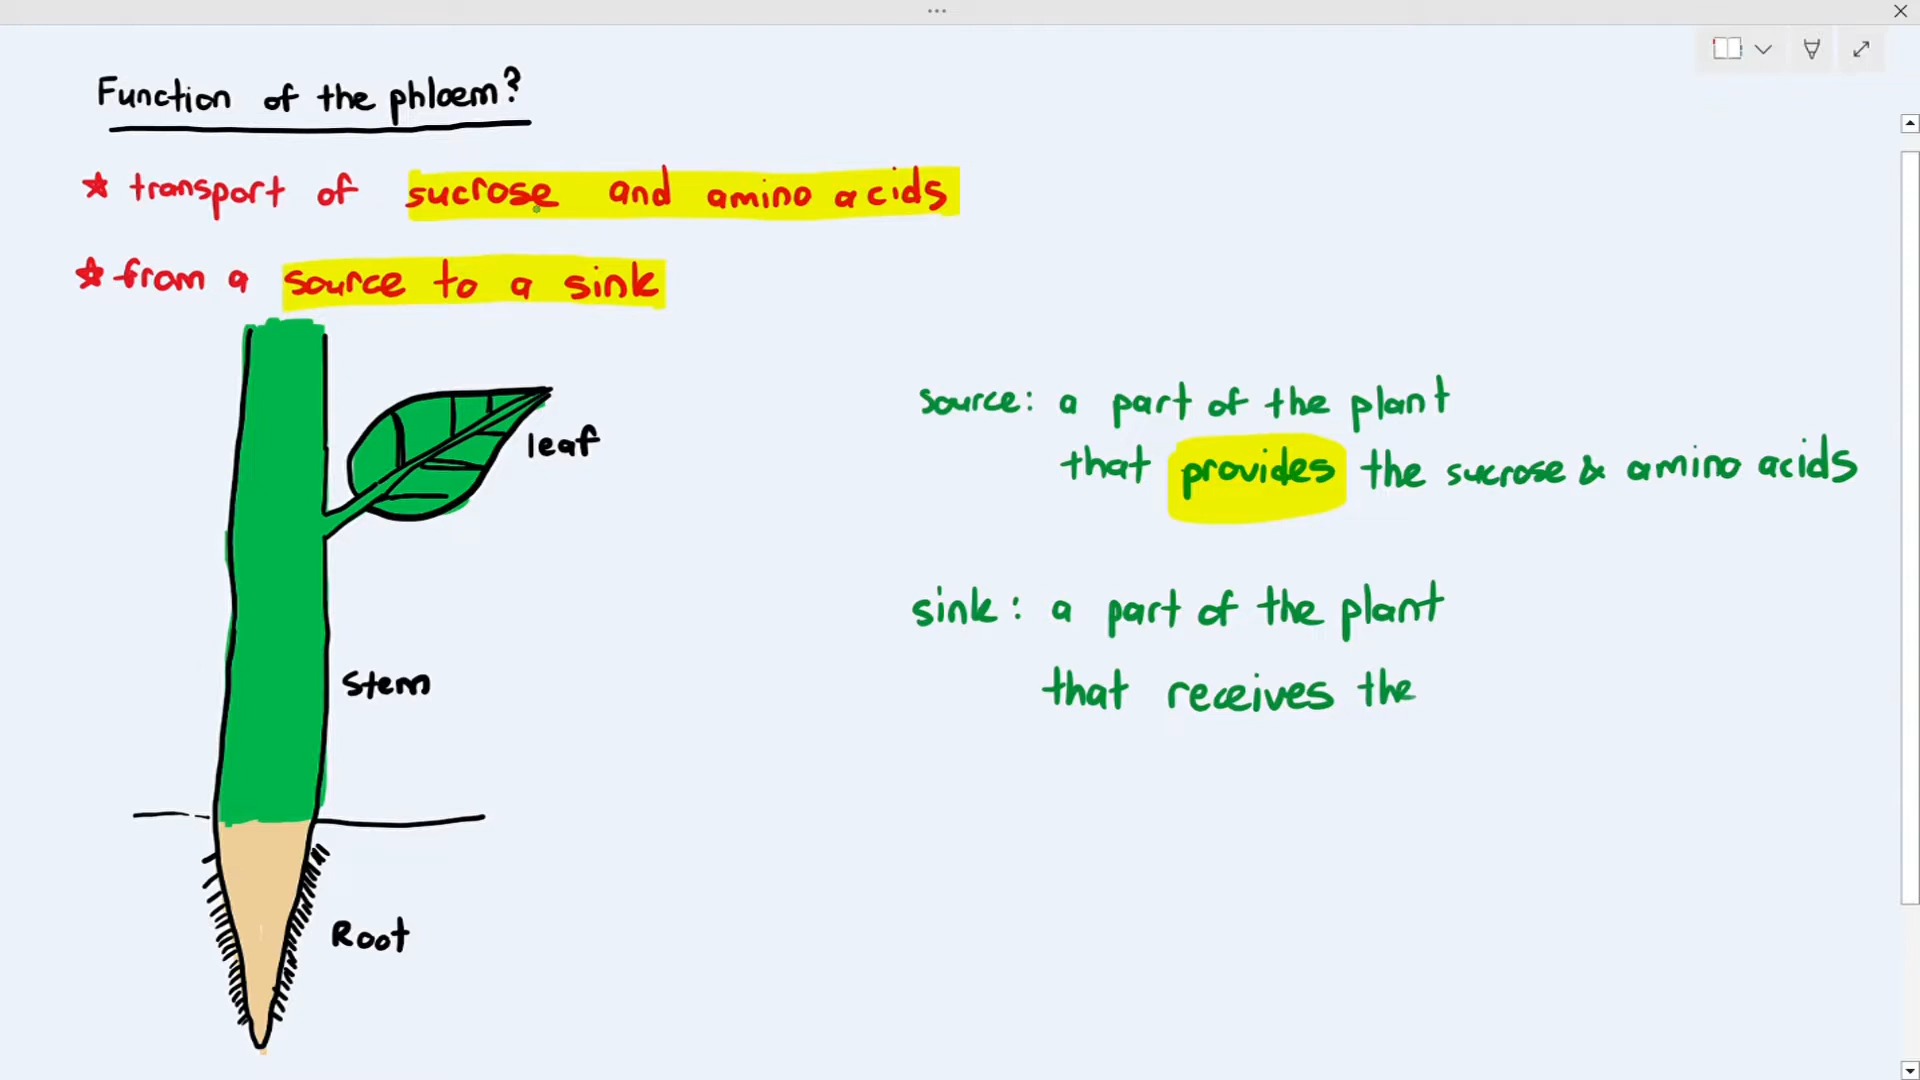 Function of the phloem?
★ transport of sucrose and amino acids
★ from a source to a sink
leaf
source: a part of the plant
that provides the sucrose & amino acids
sink: a part of the plant
that receives the
Stem
Root